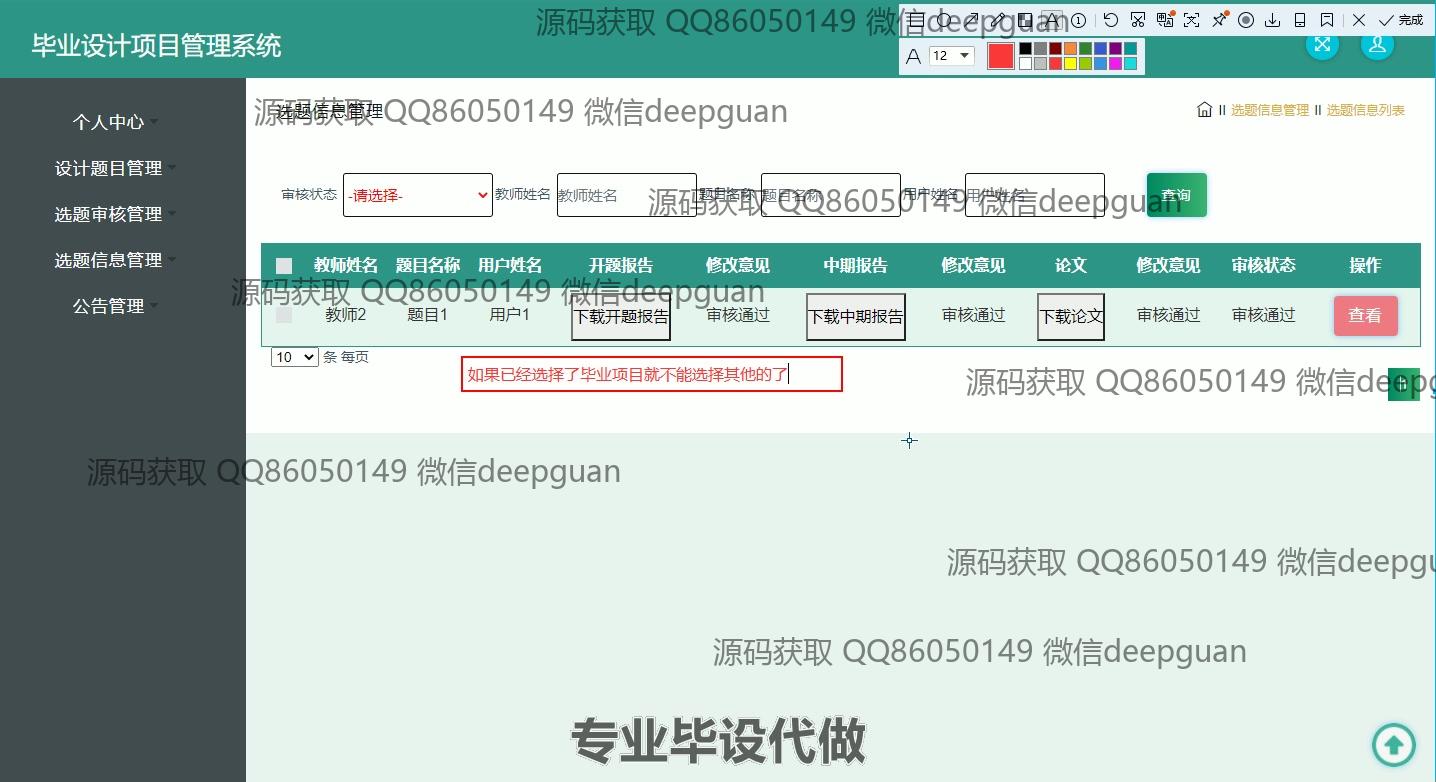 源码获取 QQ86050149 微信deepguan
完成
毕业设计项目管理系统
A 12
个人中心
设计题目管理
选题审核管理
选题信息管理
公告管理
选题信息管理
源码获取 QQ86050149 微信deepguan
选题信息管理 II 选题信息列表
审核状态 -请选择- 教师姓名 教师姓名 题目名称 题目名称 用户姓名 用户姓名 查询
源码获取 QQ86050149 微信deepguan
教师姓名 题目名称 用户姓名 开题报告 修改意见 中期报告 修改意见 论文 修改意见 审核状态 操作
源码获取 QQ86050149 微信deepguan
教师2 题目1 用户1 下载开题报告 审核通过 下载中期报告 审核通过 下载论文 审核通过 审核通过 查看
10 条 每页
如果已经选择了毕业项目就不能选择其他的了
源码获取 QQ86050149 微信deepg
1
源码获取 QQ86050149 微信deepguan
源码获取 QQ86050149 微信deepgu
源码获取 QQ86050149 微信deepguan
专业毕设代做